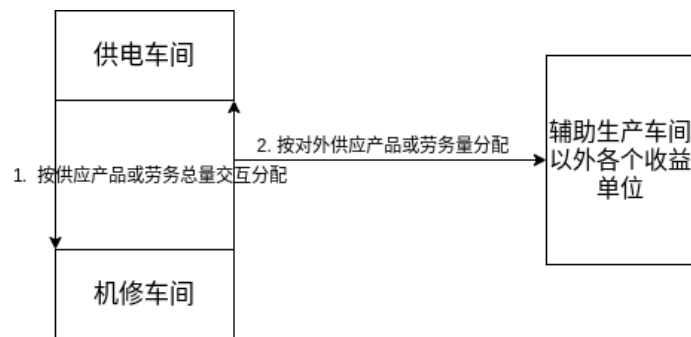 供电车间
2. 按对外供应产品或劳务量分配
1. 按供应产品或劳务总量交互分配
辅助生产车间
以外各个收益
单位
机修车间